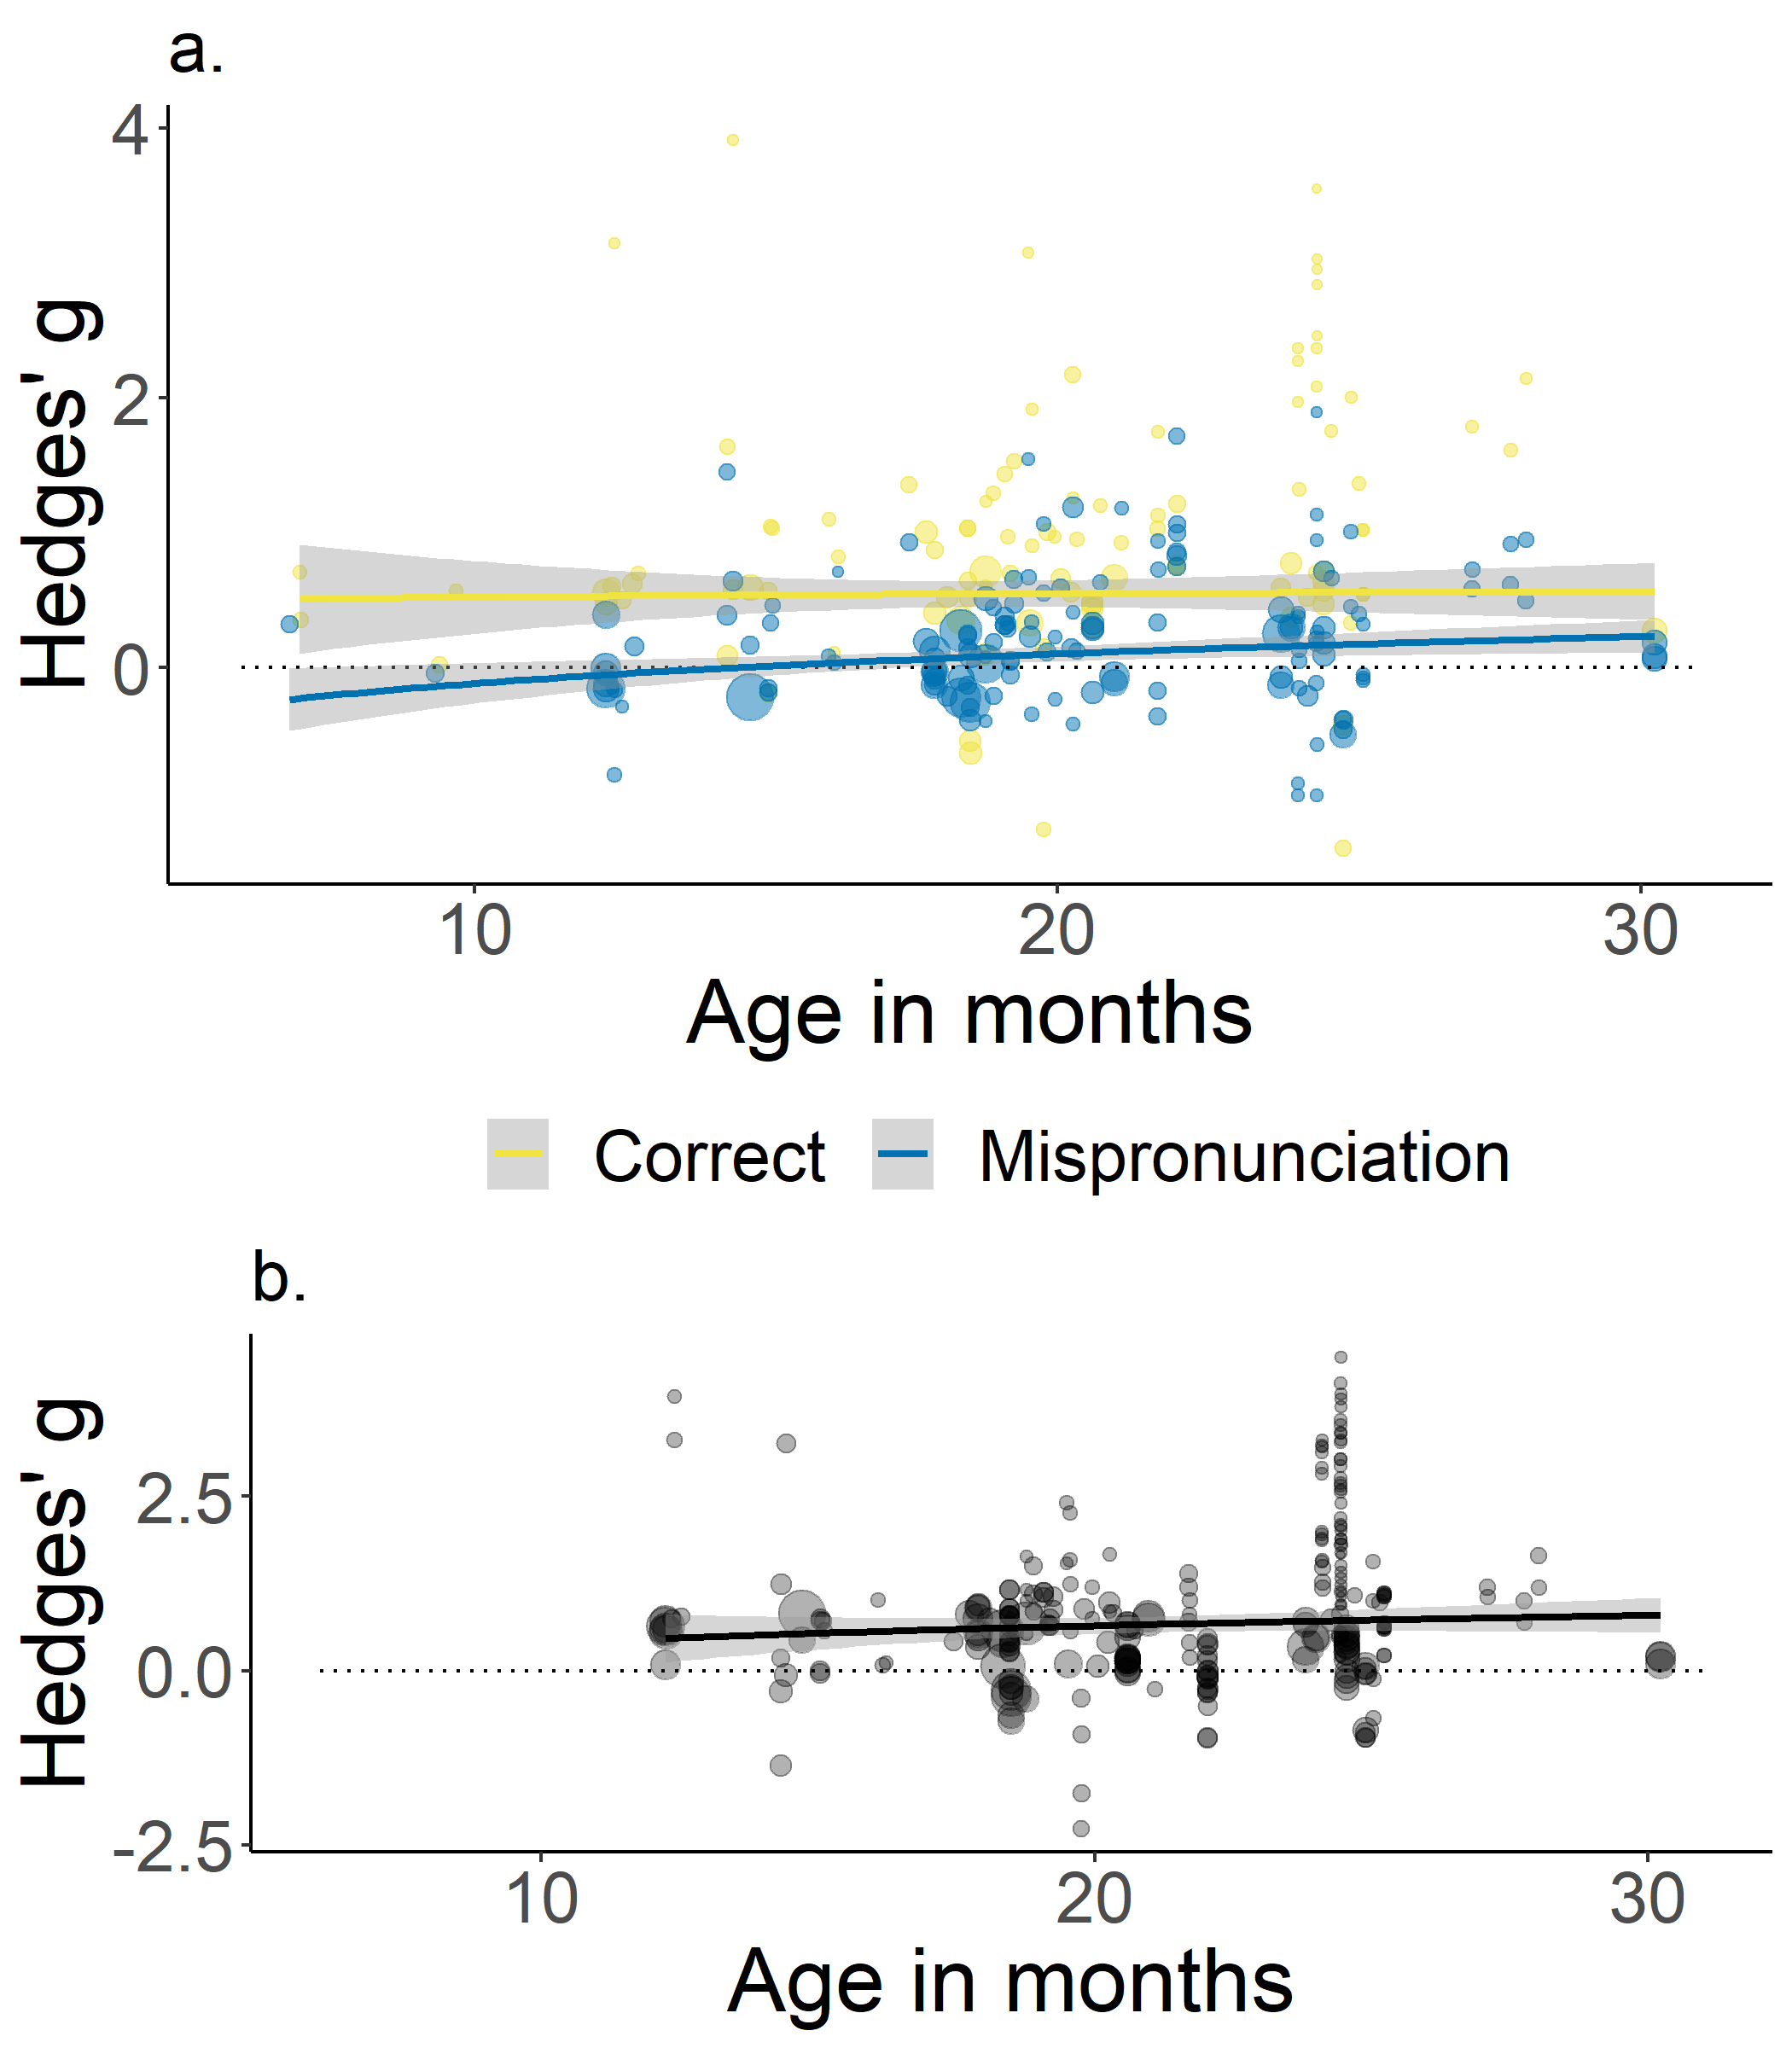 a.
Hedges' g
4
2
0
10
20
30
Age in months
Correct
Mispronunciation
b.
Hedges' g
2.5
0.0
-2.5
10
20
30
Age in months